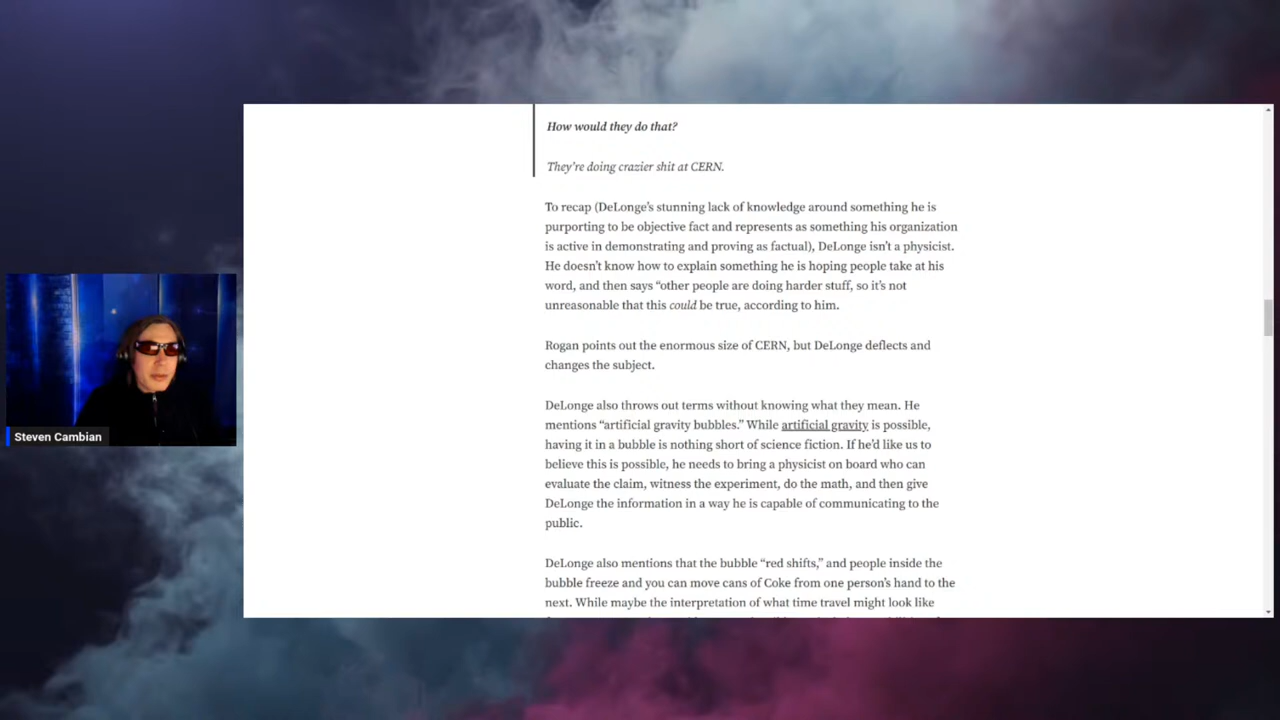 How would they do that?
They’re doing crazier shit at CERN.
To recap (DeLonge’s stunning lack of knowledge around something he is
purporting to be objective fact and represents as something his organization
is active in demonstrating and proving as factual), DeLonge isn’t a physicist.
He doesn’t know how to explain something he is hoping people take at his
word, and then says “other people are doing harder stuff, so it’s not
unreasonable that this could be true, according to him.
Rogan points out the enormous size of CERN, but DeLonge deflects and
changes the subject.
DeLonge also throws out terms without knowing what they mean. He
mentions “artificial gravity bubbles.” While artificial gravity is possible,
having it in a bubble is nothing short of science fiction. If he’d like us to
believe this is possible, he needs to bring a physicist on board who can
evaluate the claim, witness the experiment, do the math, and then give
DeLonge the information in a way he is capable of communicating to the
public.
DeLonge also mentions that the bubble “red shifts,” and people inside the
bubble freeze and you can move cans of Coke from one person’s hand to the
next. While maybe the interpretation of what time travel might look like
Steven Cambian